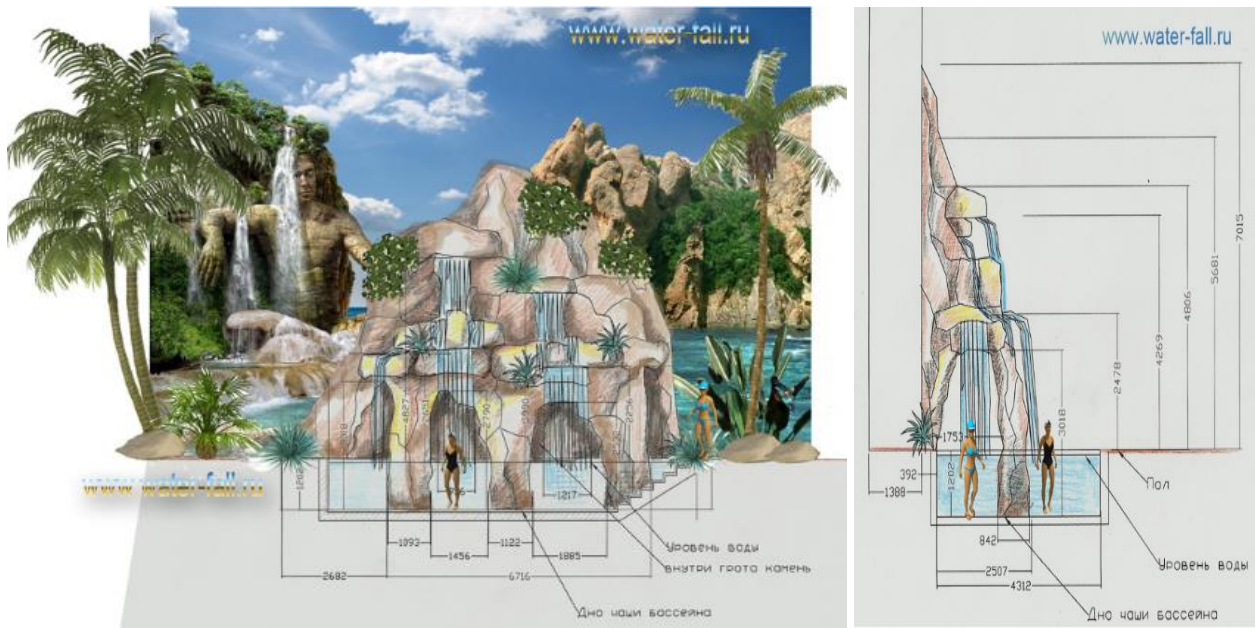 www.water-fall.ru
www.water-fall.ru
1093
1122
1456
1885
2682
6716
1217
Уровень воды
внутри грота камень
Дно чаши бассейна
www.water-fall.ru
7015
5681
4806
4269
2478
3018
1753
392
1202
1388
Пол
842
2507
4312
Уровень воды
Дно чаши бассейна